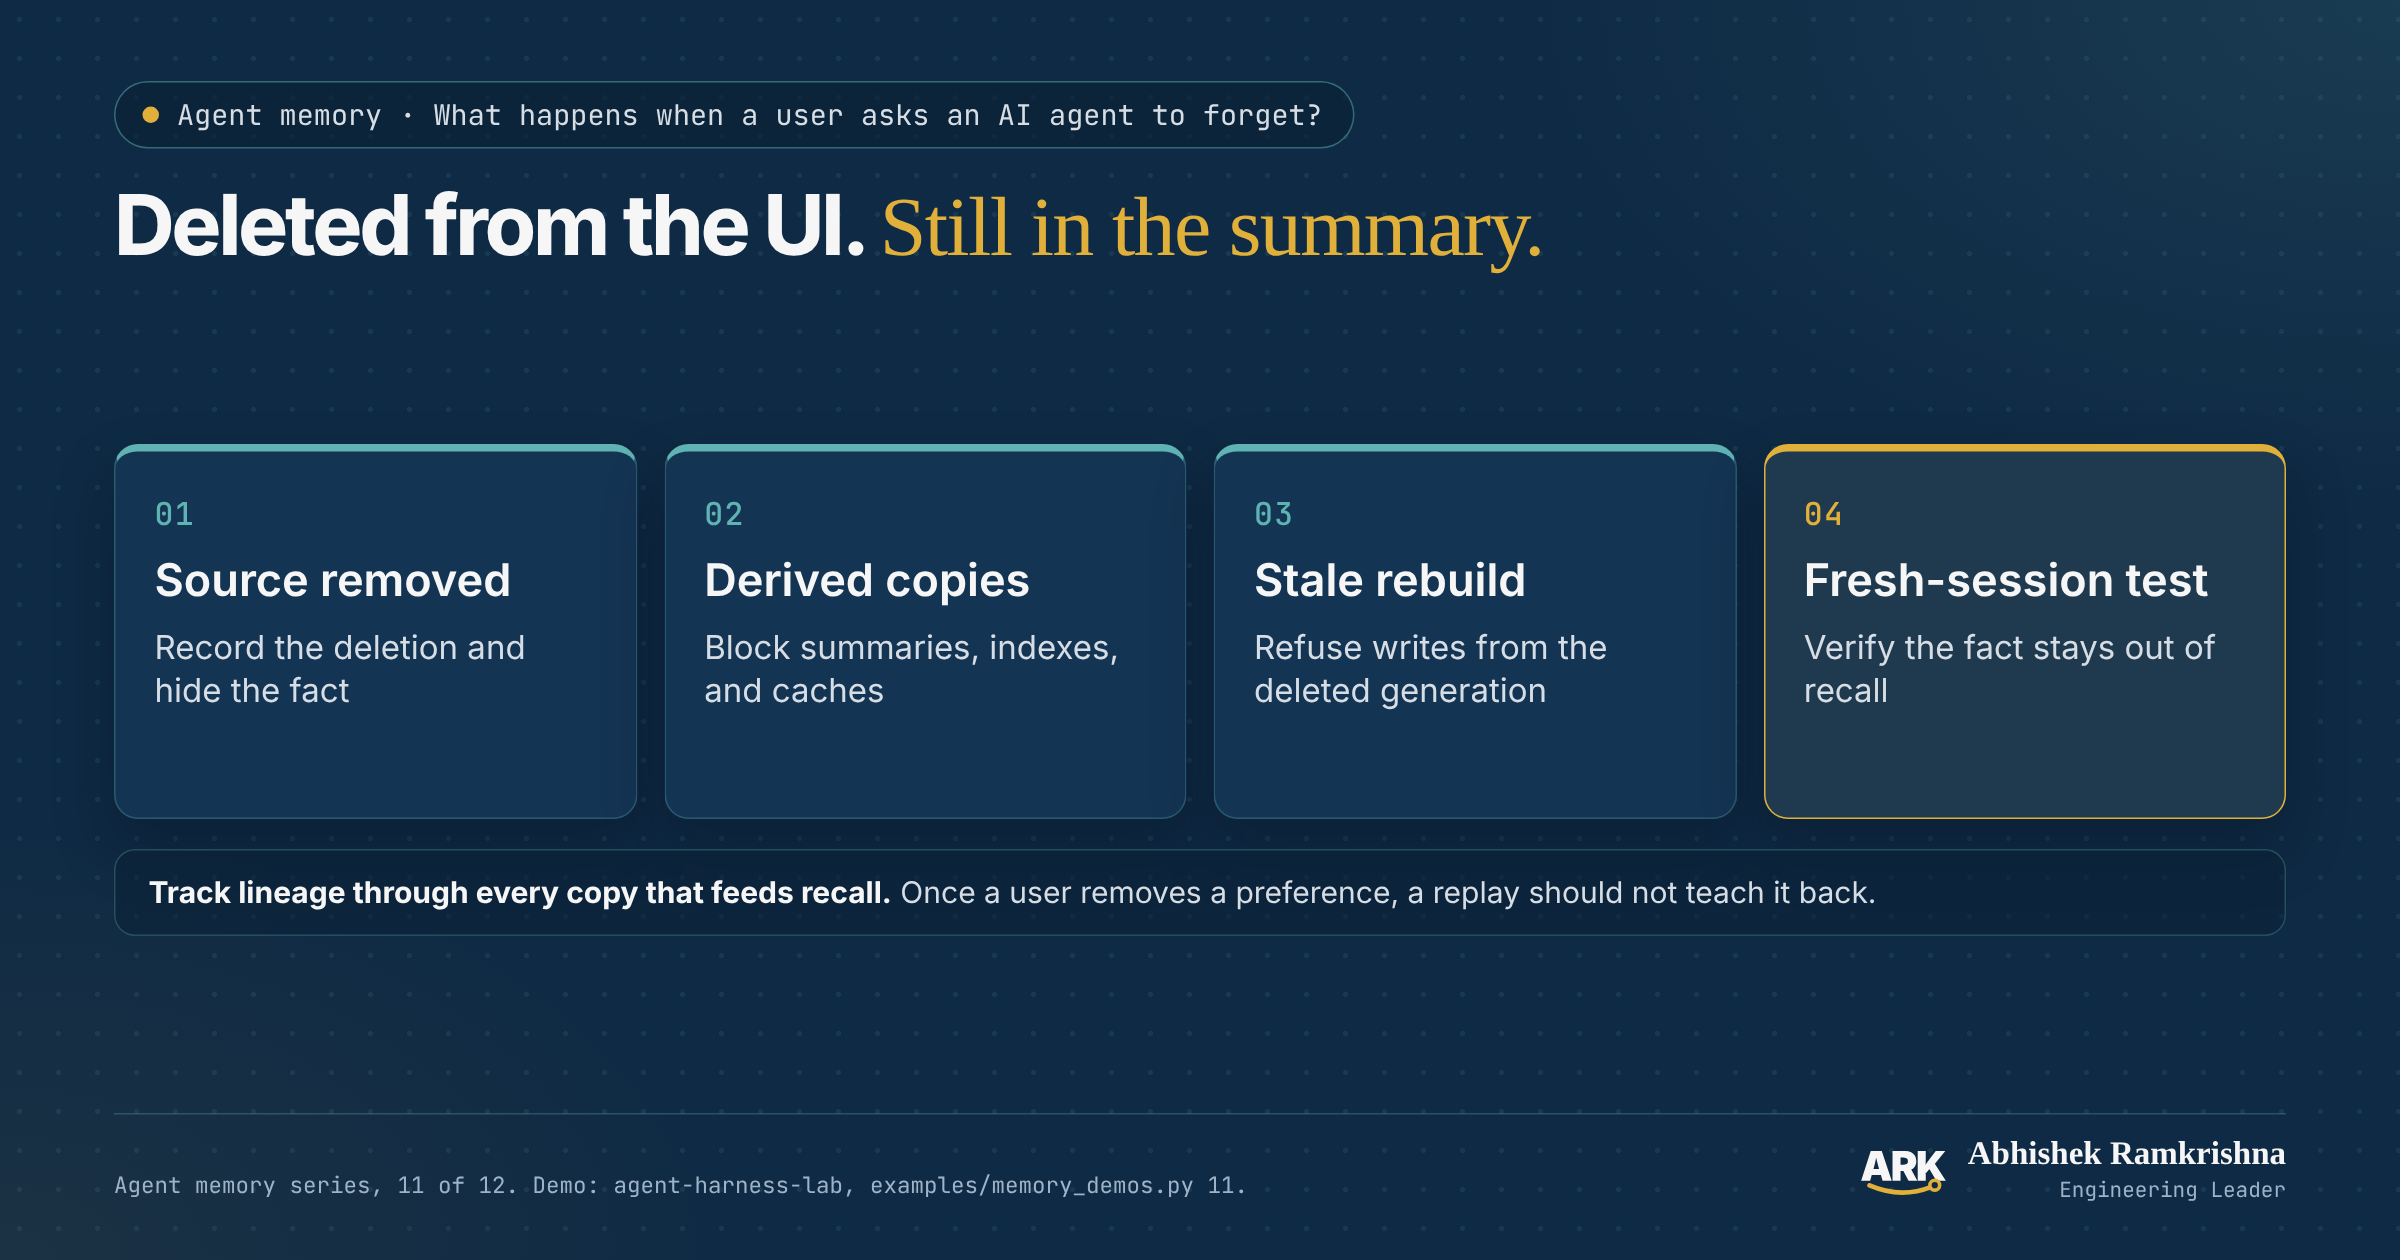 Agent memory · What happens when a user asks an AI agent to forget?
Deleted from the UI. Still in the summary.
01
Source removed
Record the deletion and
hide the fact
02
Derived copies
Block summaries, indexes,
and caches
03
Stale rebuild
Refuse writes from the
deleted generation
04
Fresh-session test
Verify the fact stays out of
recall
Track lineage through every copy that feeds recall. Once a user removes a preference, a replay should not teach it back.
Agent memory series, 11 of 12. Demo: agent-harness-lab, examples/memory_demos.py 11.
ARK
Abhishek Ramkrishna
Engineering Leader